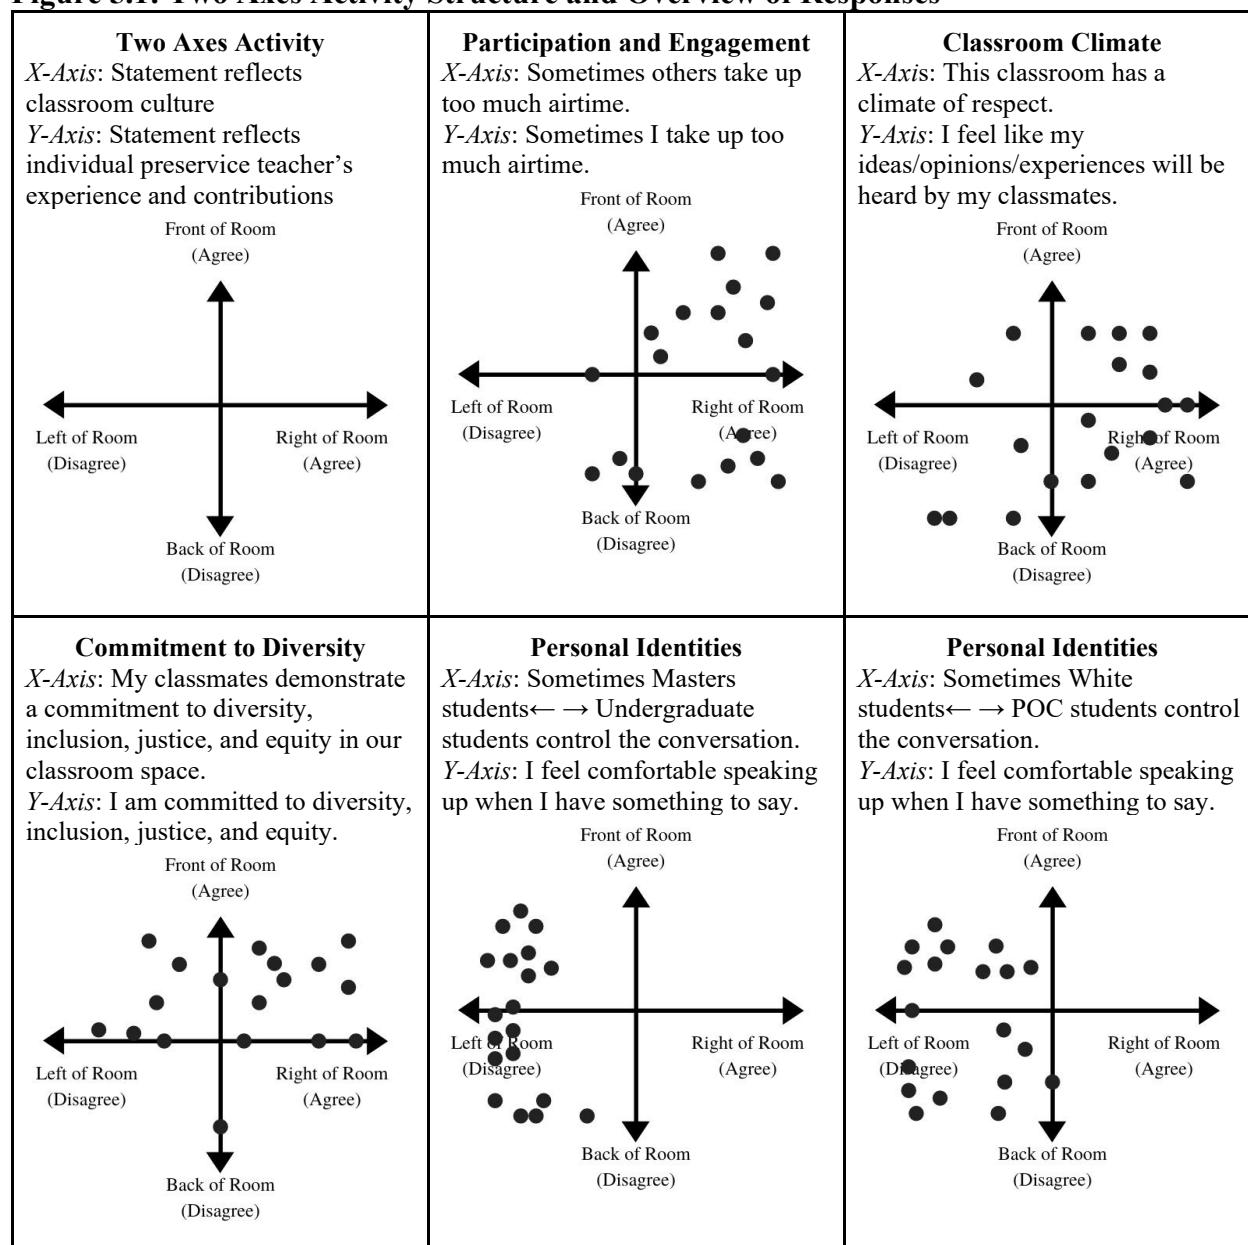 Figure 5.1: Two Axes Activity Structure and Overview of Responses
Two Axes Activity
X-Axis: Statement reflects
classroom culture
Y-Axis: Statement reflects
individual preservice teacher's
experience and contributions
Front of Room
(Agree)
Left of Room
(Disagree)
Right of Room
(Agree)
Back of Room
(Disagree)
Participation and Engagement
X-Axis: Sometimes others take up
too much airtime.
Y-Axis: Sometimes I take up too
much airtime.
Front of Room
(Agree)
Left of Room
(Disagree)
Right of Room
(Agree)
Back of Room
(Disagree)
Classroom Climate
X-Axis: This classroom has a
climate of respect.
Y-Axis: I feel like my
ideas/opinions/experiences will be
heard by my classmates.
Front of Room
(Agree)
Left of Room
(Disagree)
Right of Room
(Agree)
Back of Room
(Disagree)
Commitment to Diversity
X-Axis: My classmates demonstrate
a commitment to diversity,
inclusion, justice, and equity in our
classroom space.
Y-Axis: I am committed to diversity,
inclusion, justice, and equity.
Front of Room
(Agree)
Left of Room
(Disagree)
Right of Room
(Agree)
Back of Room
(Disagree)
Personal Identities
X-Axis: Sometimes Masters
students← → Undergraduate
students control the conversation.
Y-Axis: I feel comfortable speaking
up when I have something to say.
Front of Room
(Agree)
Left of Room
(Disagree)
Right of Room
(Agree)
Back of Room
(Disagree)
Personal Identities
X-Axis: Sometimes White
students← → POC students control
the conversation.
Y-Axis: I feel comfortable speaking
up when I have something to say.
Front of Room
(Agree)
Left of Room
(Disagree)
Right of Room
(Agree)
Back of Room
(Disagree)